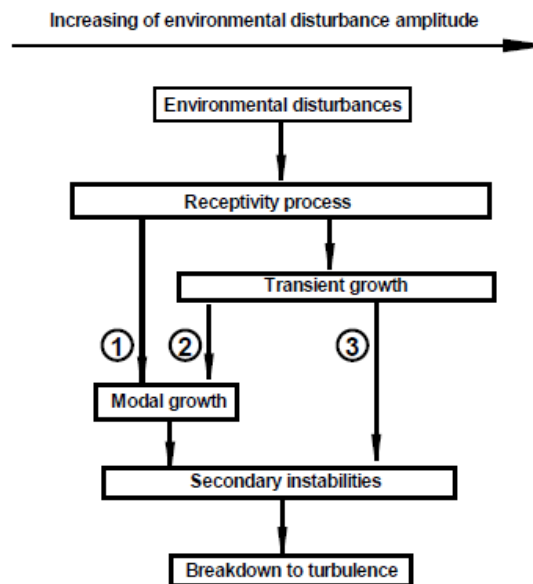 Increasing of environmental disturbance amplitude
Environmental disturbances
Receptivity process
Transient growth
1 2 3
Modal growth
Secondary instabilities
Breakdown to turbulence